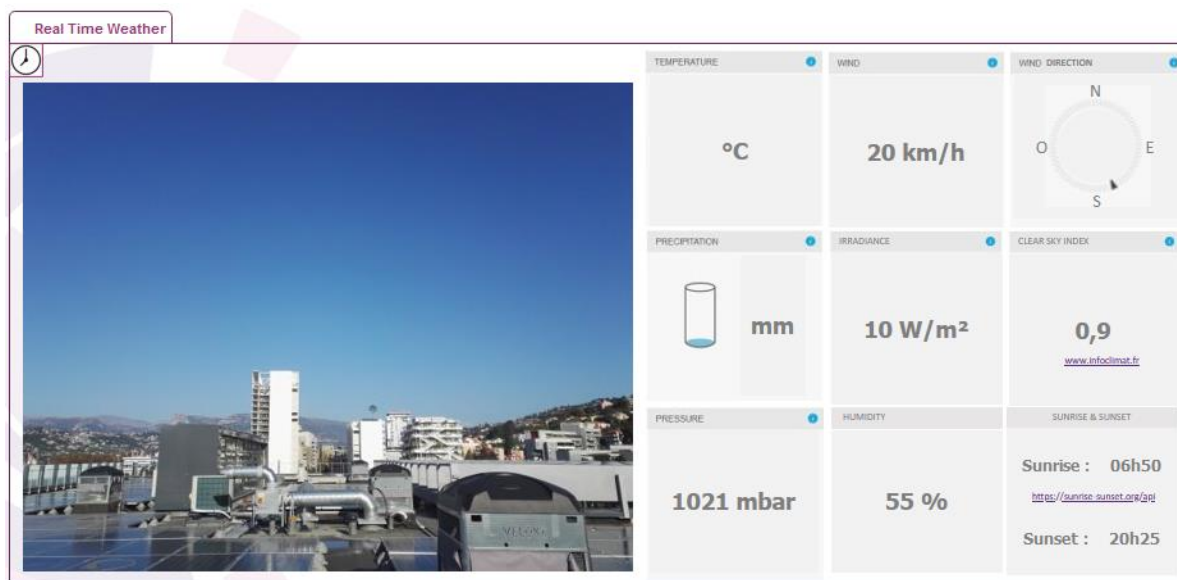 Real Time Weather
TEMPERATURE
WIND
WIND DIRECTION
°C
20 km/h
N
O
E
S
PRECIPITATION
IRRADIANCE
CLEAR SKY INDEX
mm
10 W/m²
0,9
www.infoclimat.fr
PRESSURE
HUMIDITY
SUNRISE & SUNSET
1021 mbar
55 %
Sunrise : 06h50
https://sunrise-sunset.org/api
Sunset : 20h25